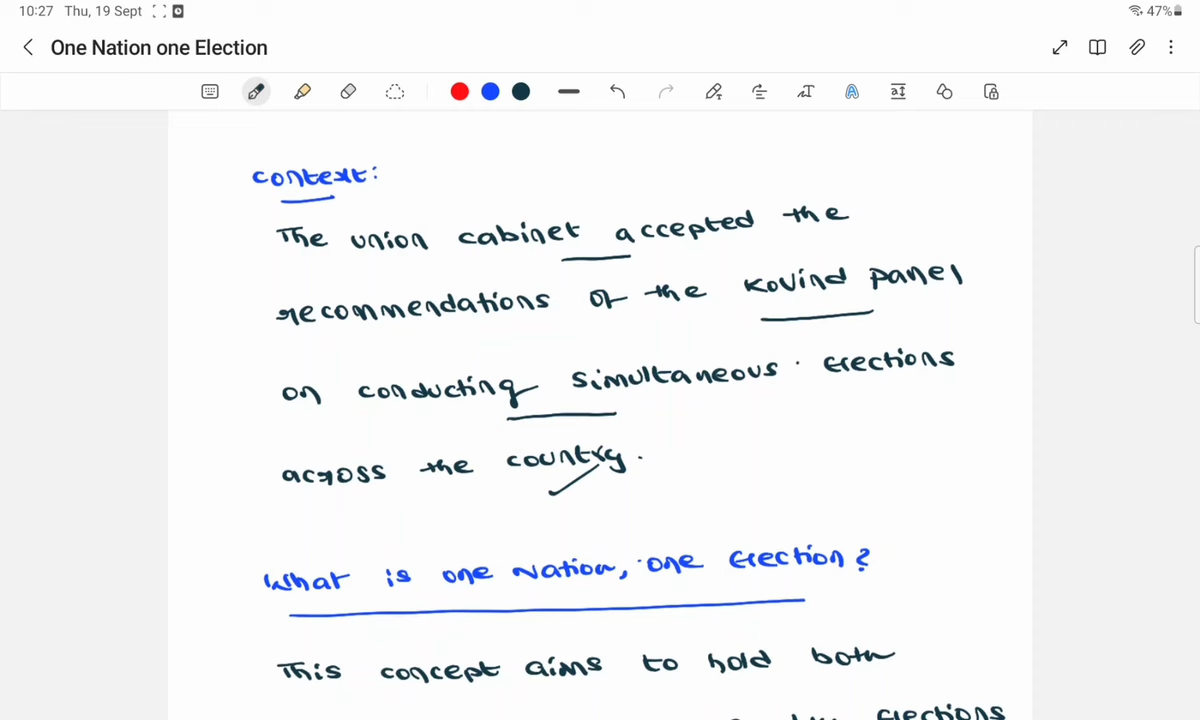 10:27 Thu, 19 Sept 47%
One Nation one Election
context:
The union cabinet accepted the
recommendations of the Kovind panel
on conducting simultaneous elections
across the country.
What is one Nation, one Election?
This concept aims to hold both
elections